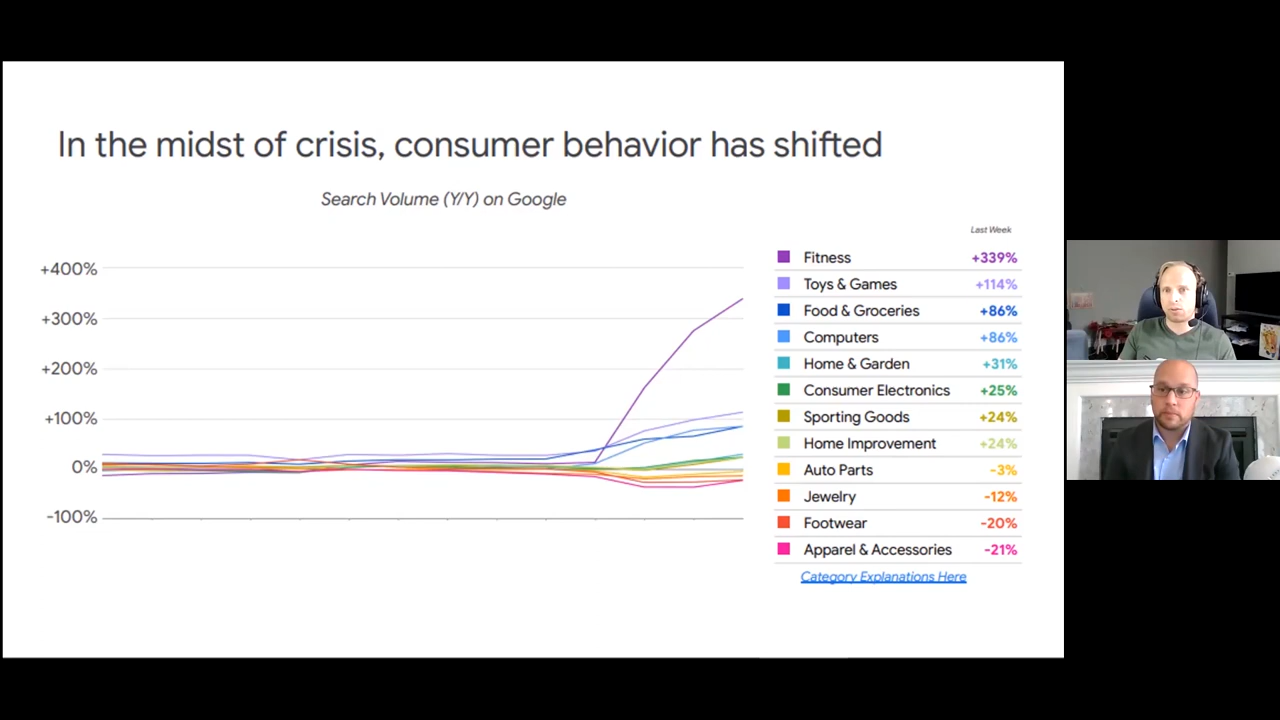 In the midst of crisis, consumer behavior has shifted
Search Volume (Y/Y) on Google
Last Week
+400%
+300%
+200%
+100%
0%
-100%
Fitness +339%
Toys & Games +114%
Food & Groceries +86%
Computers +86%
Home & Garden +31%
Consumer Electronics +25%
Sporting Goods +24%
Home Improvement +24%
Auto Parts -3%
Jewelry -12%
Footwear -20%
Apparel & Accessories -21%
Category Explanations Here